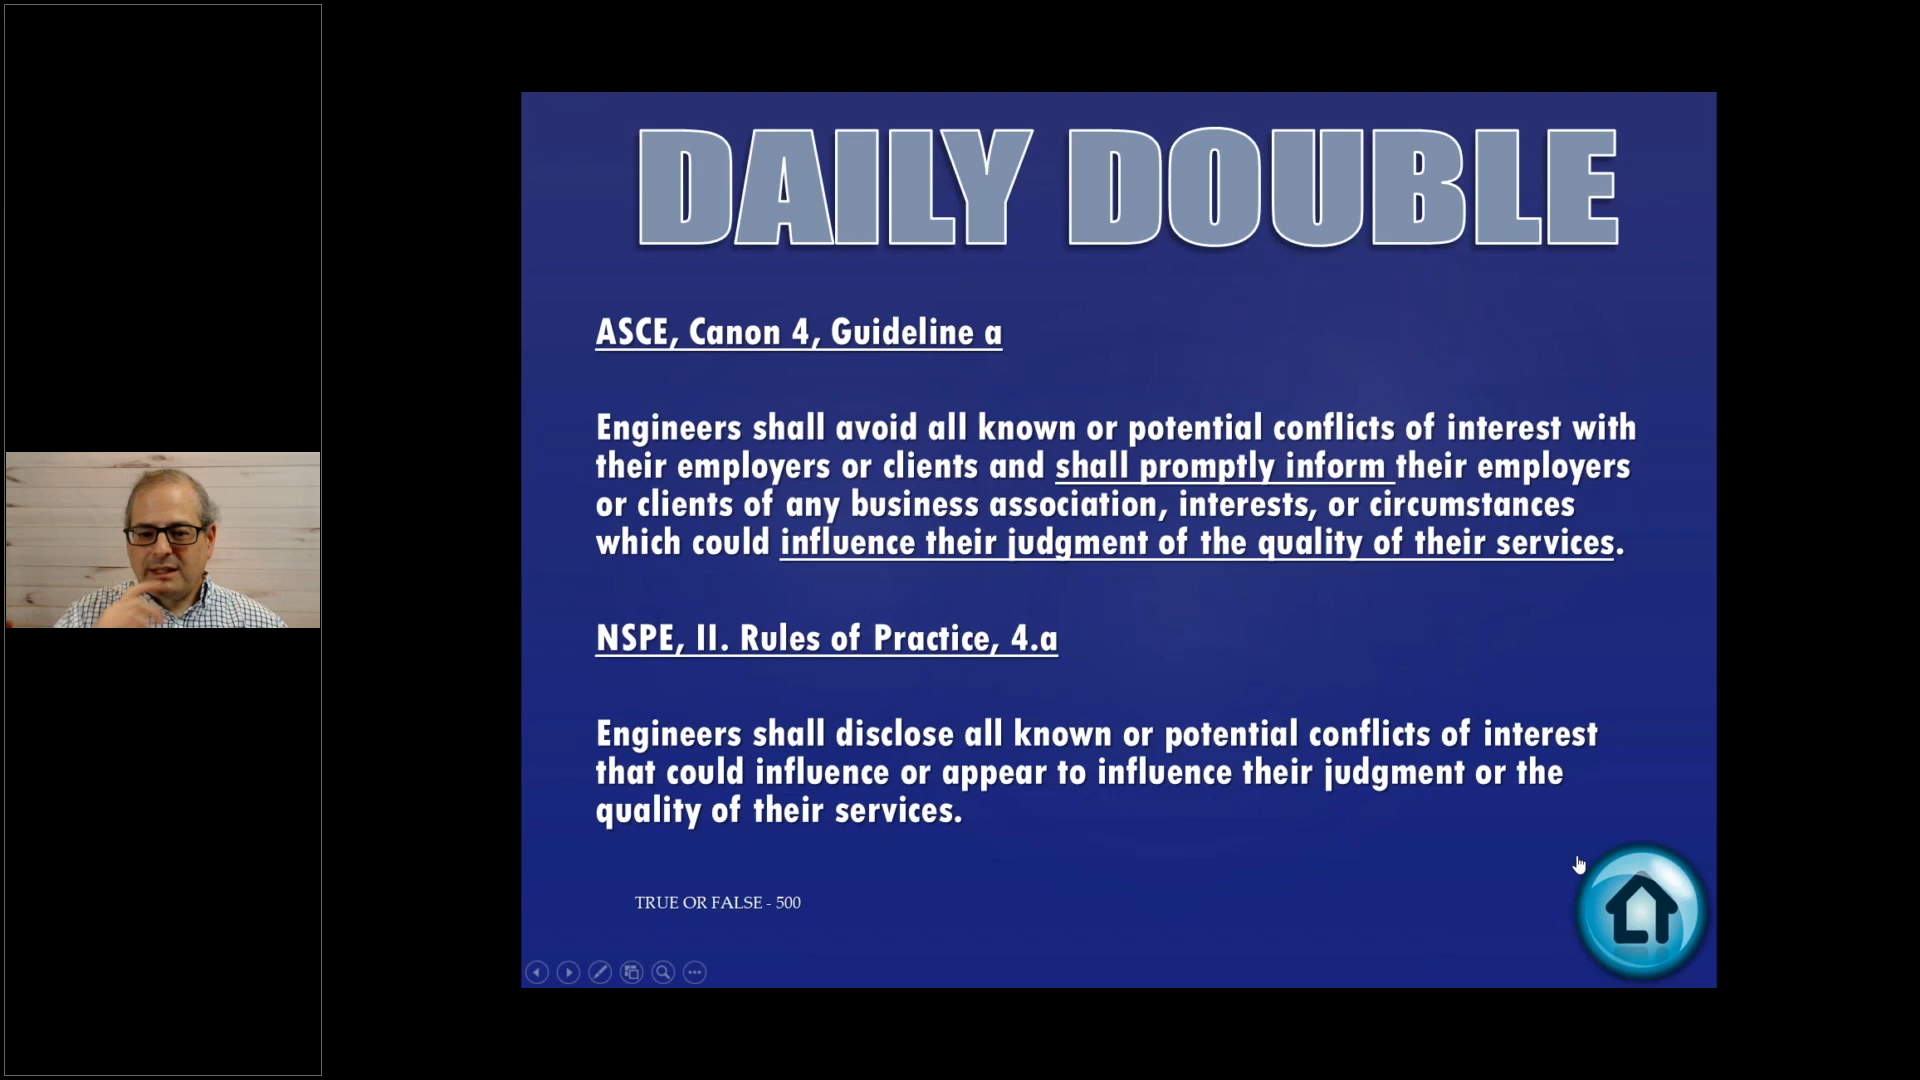 DAILY DOUBLE
ASCE, Canon 4, Guideline a
Engineers shall avoid all known or potential conflicts of interest with
their employers or clients and shall promptly inform their employers
or clients of any business association, interests, or circumstances
which could influence their judgment of the quality of their services.
NSPE, II. Rules of Practice, 4.a
Engineers shall disclose all known or potential conflicts of interest
that could influence or appear to influence their judgment or the
quality of their services.
TRUE OR FALSE - 500